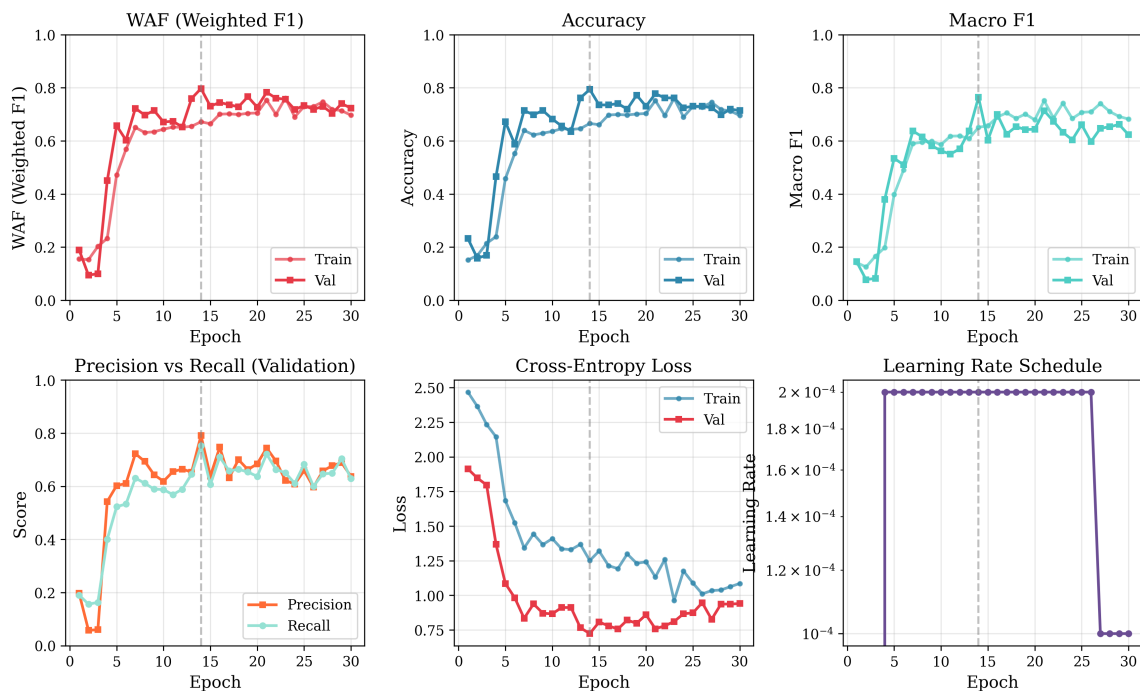 WAF (Weighted F1)
WAF (Weighted F1)
1.0
0.8
0.6
0.4
0.2
0.0
Train
Val
0 5 10 15 20 25 30
Epoch
Accuracy
Accuracy
1.0
0.8
0.6
0.4
0.2
0.0
Train
Val
0 5 10 15 20 25 30
Epoch
Macro F1
Macro F1
1.0
0.8
0.6
0.4
0.2
0.0
Train
Val
0 5 10 15 20 25 30
Epoch
Precision vs Recall (Validation)
Score
1.0
0.8
0.6
0.4
0.2
0.0
Precision
Recall
0 5 10 15 20 25 30
Epoch
Cross-Entropy Loss
Loss
2.50
2.25
2.00
1.75
1.50
1.25
1.00
0.75
Train
Val
0 5 10 15 20 25 30
Epoch
Learning Rate Schedule
Learning Rate
2 × 10⁻⁴
1.8 × 10⁻⁴
1.6 × 10⁻⁴
1.4 × 10⁻⁴
1.2 × 10⁻⁴
10⁻⁴
0 5 10 15 20 25 30
Epoch